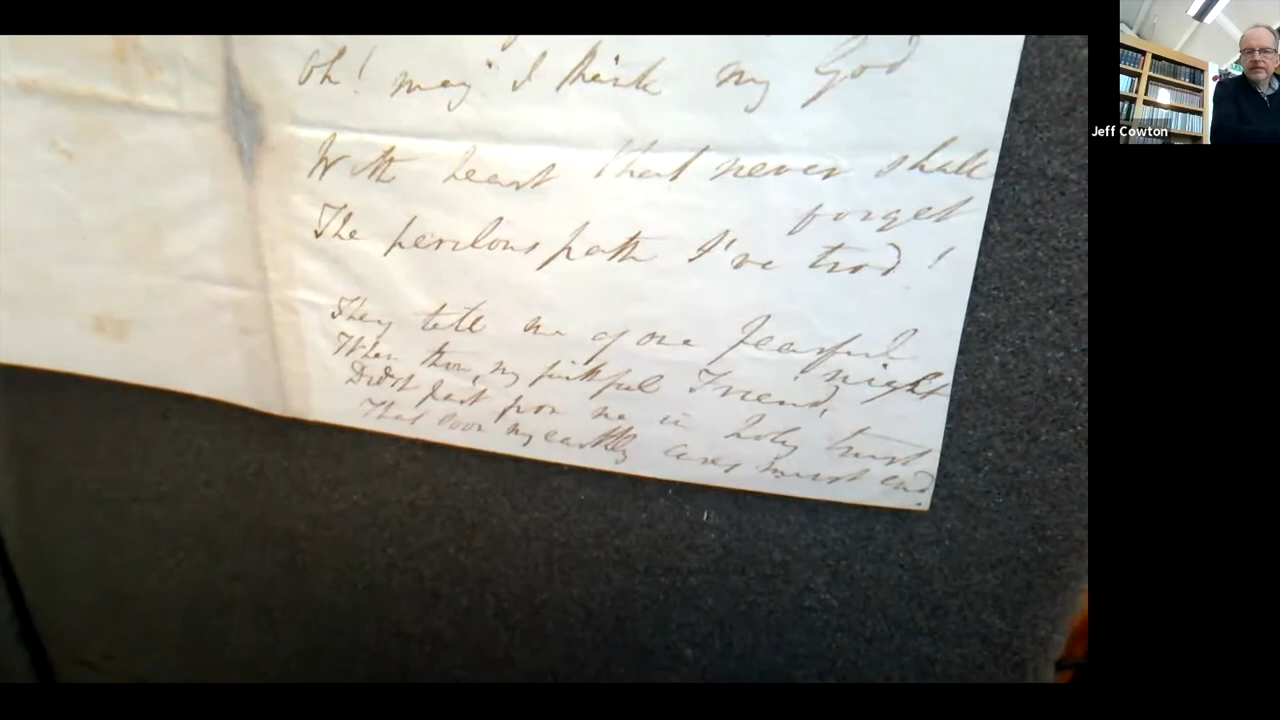 Oh! may I think my God
With heart that never shall
forget
The perilous path I've trod!
They tell me of one fearful
night
When thou, my faithful Friend,
Didst part from me in holy trust
That soon my earthly cares must end.
Jeff Cowton